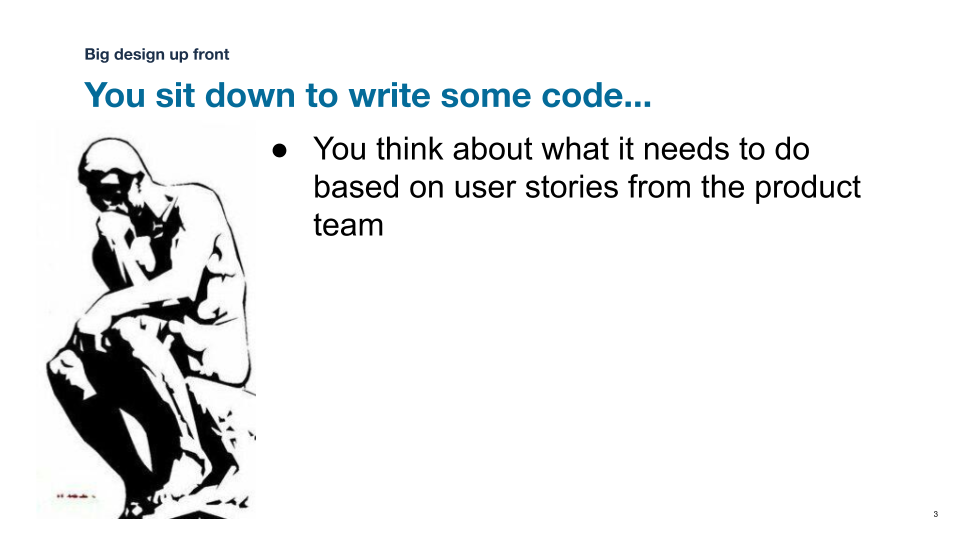 Big design up front
You sit down to write some code...
● You think about what it needs to do
based on user stories from the product
team
3